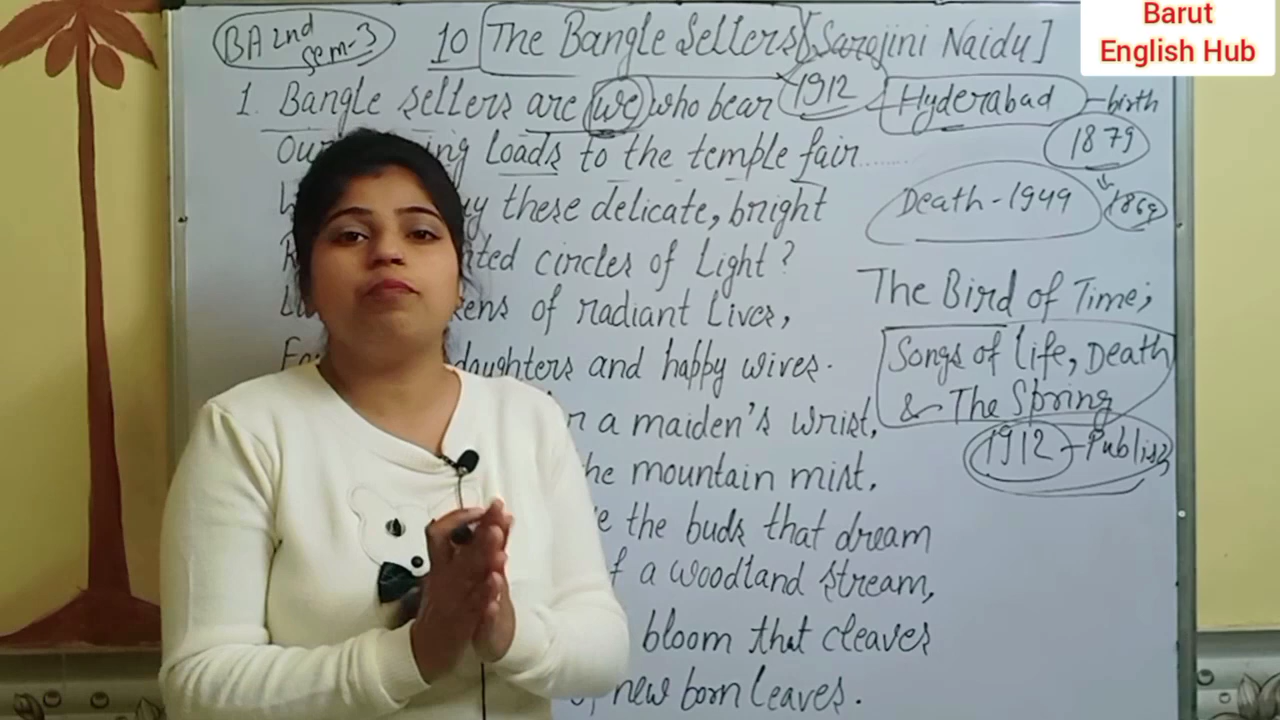 Barut
English Hub
BA 2nd
Sem-3
10 The Bangle Sellers [Sarojini Naidu]
1912
1. Bangle sellers are we who bear
Hyderabad - birth
1879
1869
Our ing Loads to the temple fair.......
Death - 1949
these delicate, bright
circles of Light?
of radiant Lives,
daughters and happy wives.
The Bird of Time;
Songs of life, Death
& The Spring
1912 - Publish
a maiden's wrist,
the mountain mist.
the buds that dream
a woodland stream,
bloom that cleaves
new born leaves.